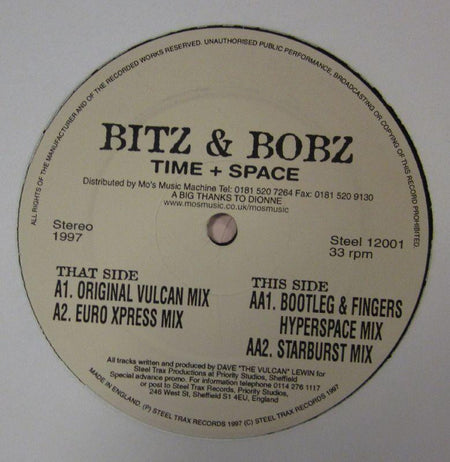 ALL RIGHTS OF THE MANUFACTURER AND OF THE RECORDED WORKS RESERVED. UNAUTHORISED PUBLIC PERFORMANCE, BROADCASTING OR COPYING OF THIS RECORD PROHIBITED.
BITZ & BOBZ
TIME + SPACE
Distributed by Mo's Music Machine Tel: 0181 520 7264 Fax: 0181 520 9130
A BIG THANKS TO DIONNE
www.mosmusic.co.uk/mosmusic
Stereo
1997
Steel 12001
33 rpm
THAT SIDE
A1. ORIGINAL VULCAN MIX
A2. EURO XPRESS MIX
THIS SIDE
AA1. BOOTLEG & FINGERS
HYPERSPACE MIX
AA2. STARBURST MIX
All tracks written and produced by DAVE "THE VULCAN" LEWIN for
Steel Trax Productions at Priority Studios, Sheffield
Special advance promo. For information telephone 0114 276 1117
or post to Steel Trax Records, Priority Studios,
246 West St, Sheffield S1 4EU, England
MADE IN ENGLAND. (P) STEEL TRAX RECORDS 1997 (C) STEEL TRAX RECORDS 1997